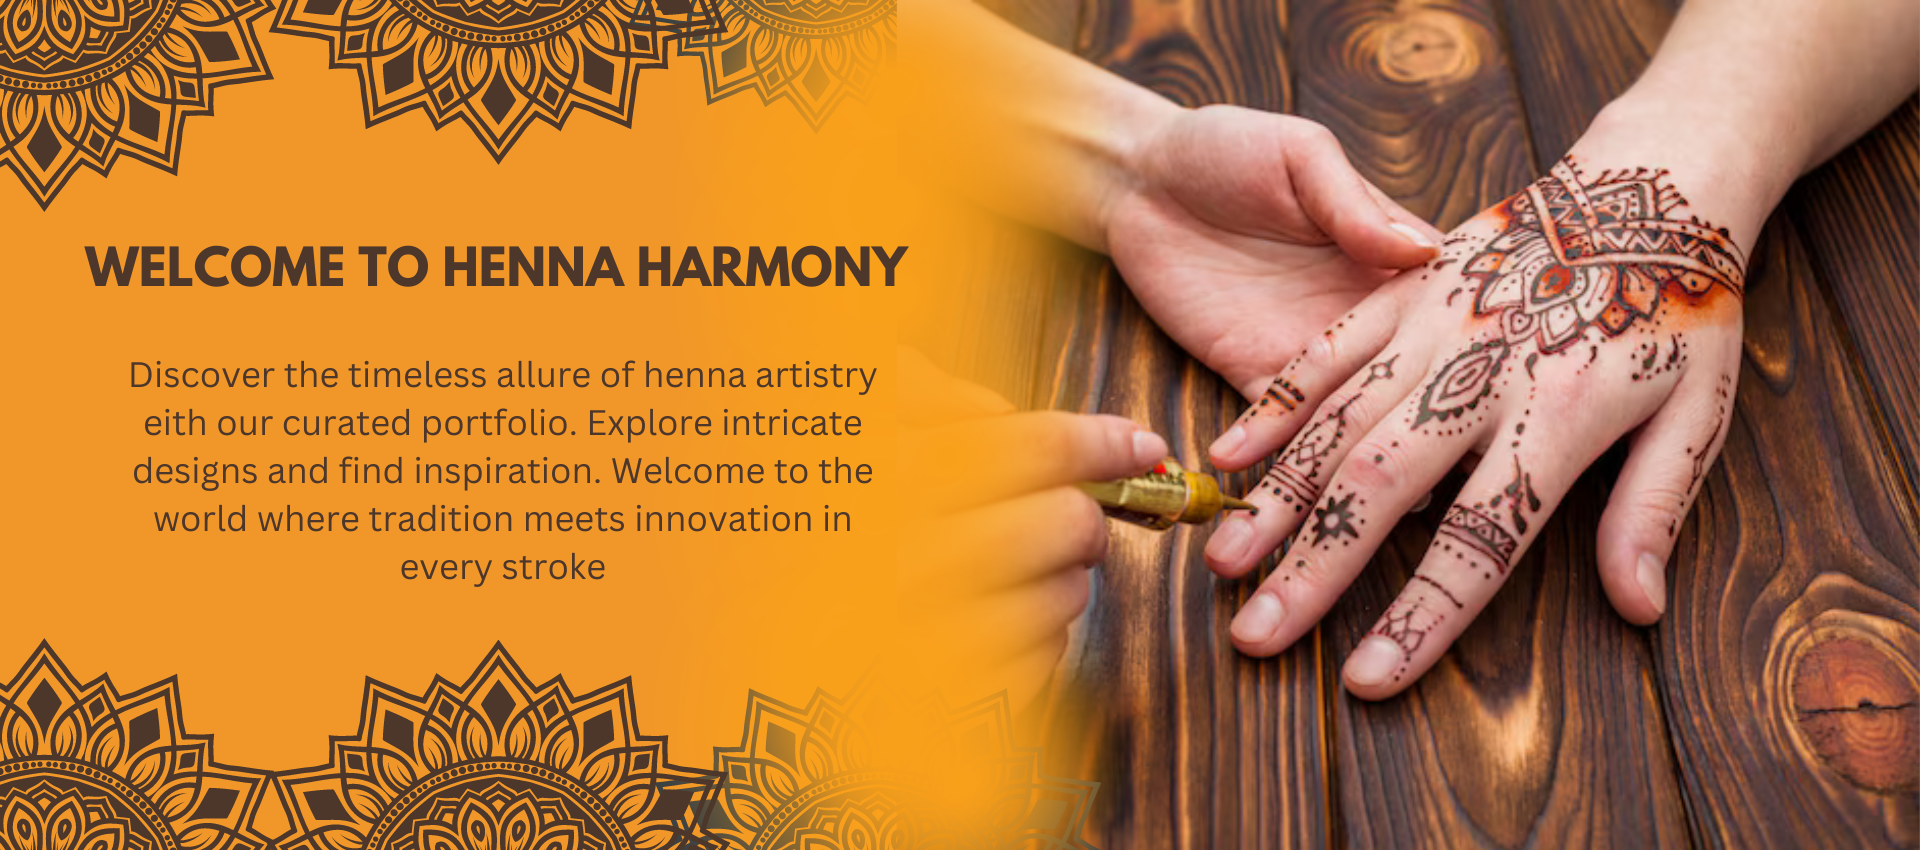 WELCOME TO HENNA HARMONY
Discover the timeless allure of henna artistry
eith our curated portfolio. Explore intricate
designs and find inspiration. Welcome to the
world where tradition meets innovation in
every stroke